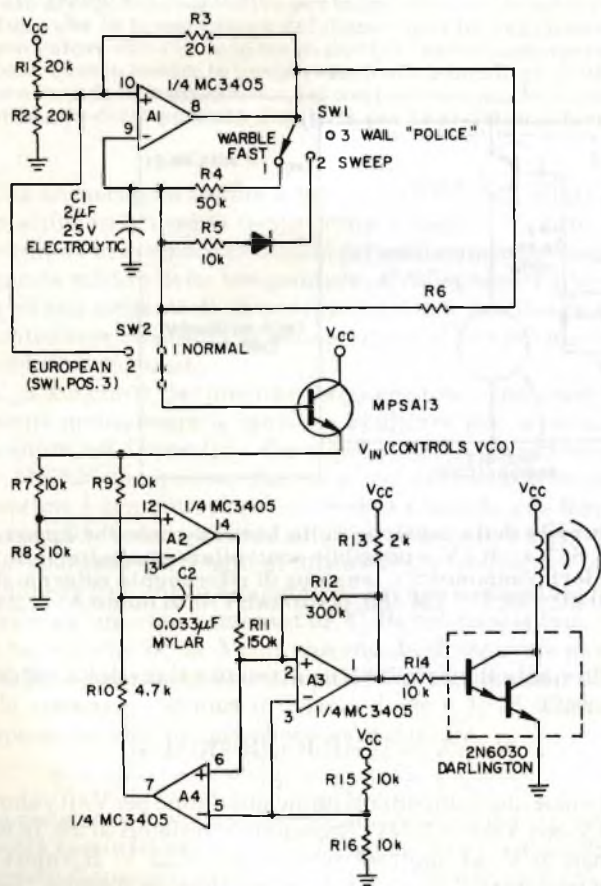 VCC
R3
20k
R1
20k
10
1/4 MC3405
+
A1
8
SW1
R2
20k
9
−
WARBLE
FAST
3 WAIL "POLICE"
1
2 SWEEP
R4
50k
C1
2µF
25V
ELECTROLYTIC
R5
10k
R6
SW2
1 NORMAL
VCC
EUROPEAN
2
(SW1, POS. 3)
MPSA13
VIN (CONTROLS VCO)
R7
10k
R9
10k
12
1/4 MC3405
VCC
VCC
+
A2
14
R13
2k
R8
10k
13
−
C2
R12
300k
0,033µF
MYLAR
R11
150k
2
+
A3
1
R14
10k
R10
4.7k
3
−
1/4 MC3405
VCC
2N6030
DARLINGTON
7
+
6
R15
10k
A4
1/4 MC3405
−
5
R16
10k